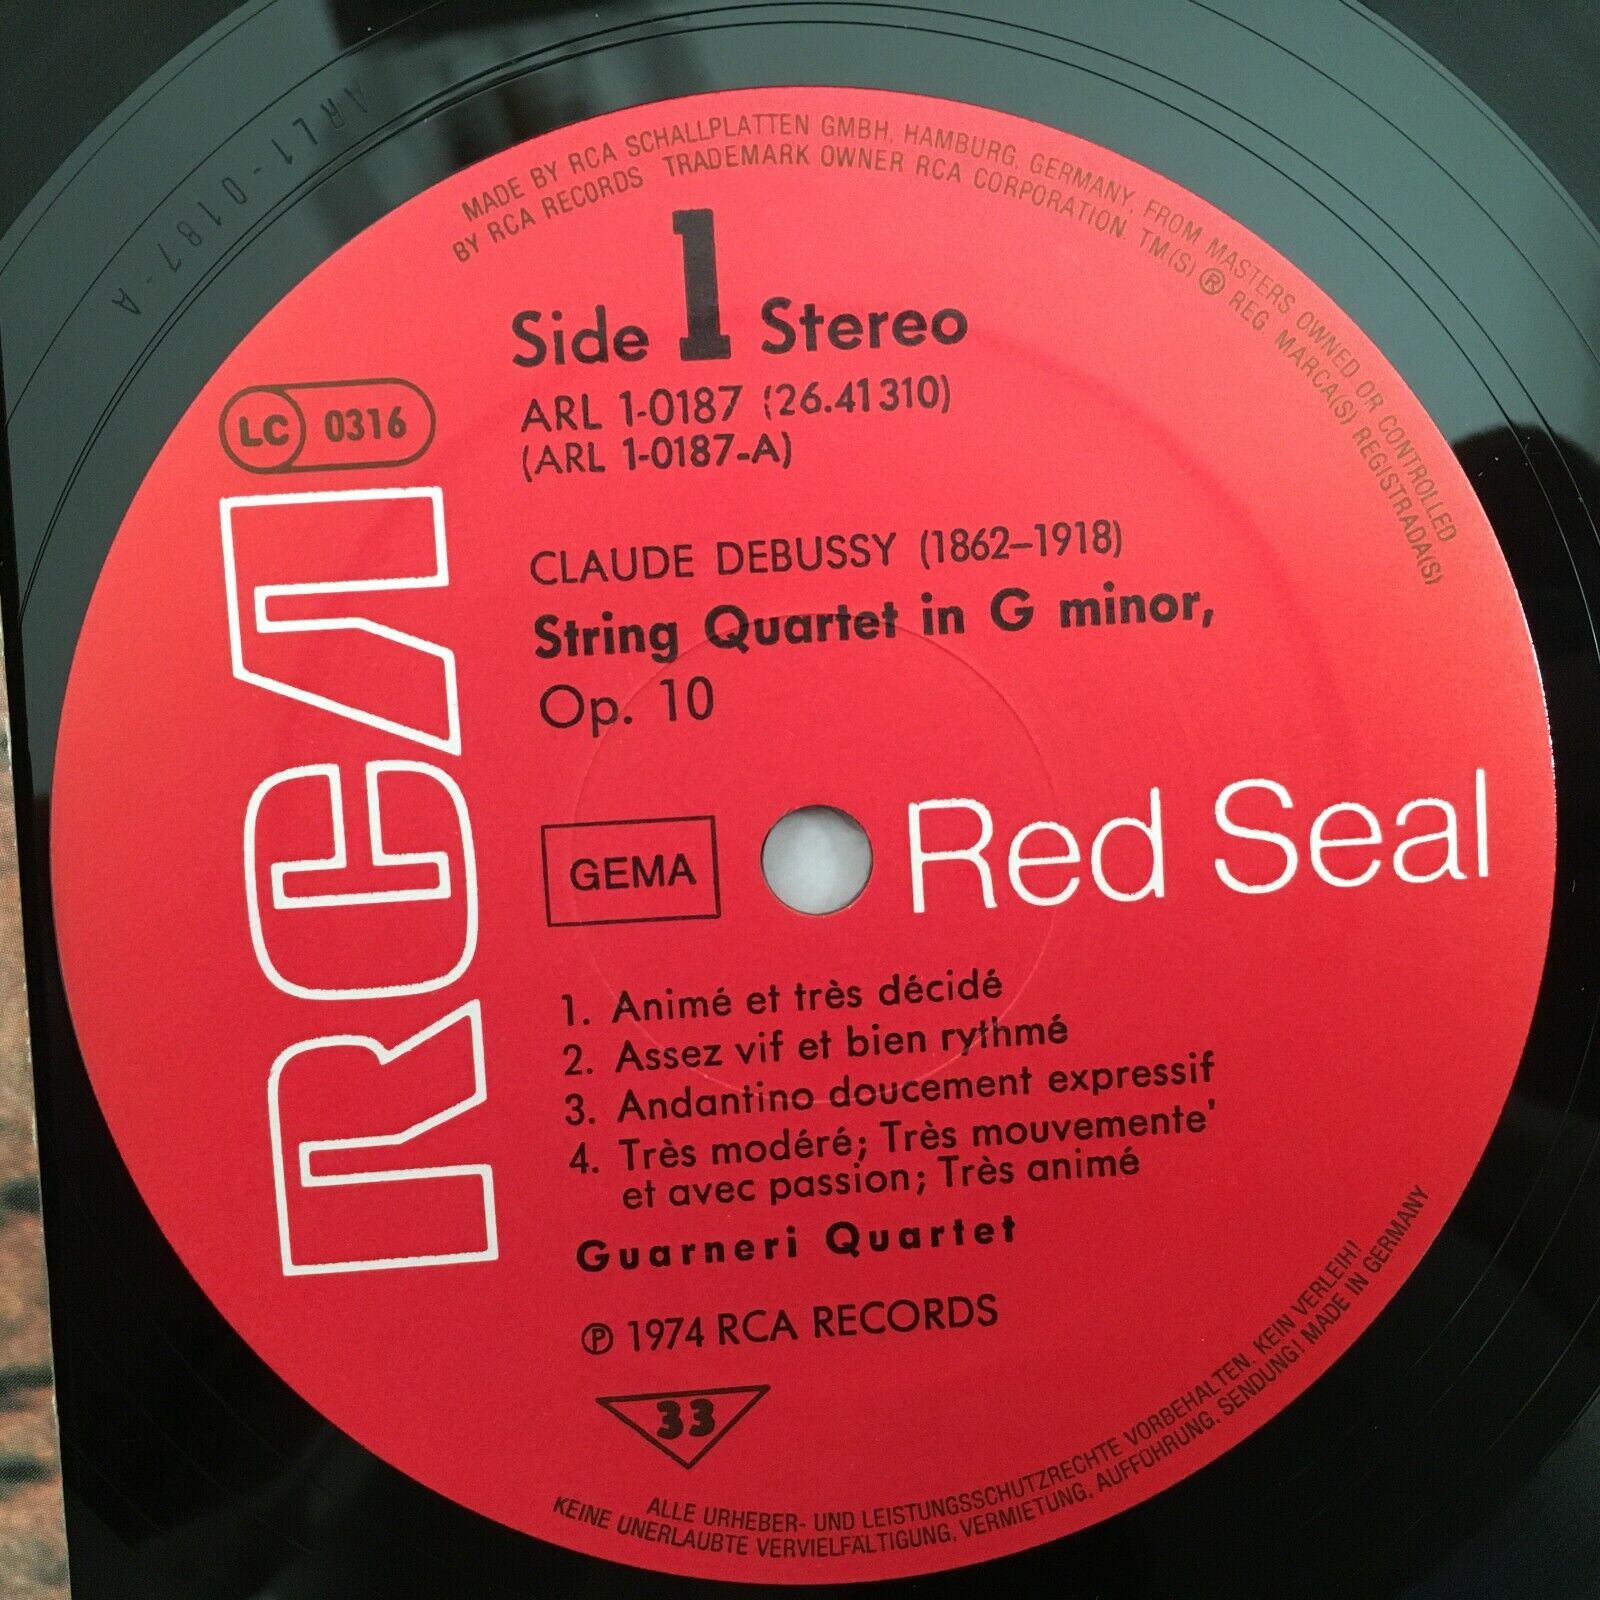 ARL1-0187-A
MADE BY RCA SCHALLPLATTEN GMBH, HAMBURG, GERMANY, FROM MASTERS OWNED OR CONTROLLED
BY RCA RECORDS TRADEMARK OWNER RCA CORPORATION TM(S) ® REG. MARCA(S) REGISTRADA(S)
Side 1 Stereo
LC 0316
ARL 1-0187 (26.41310)
(ARL 1-0187-A)
CLAUDE DEBUSSY (1862–1918)
String Quartet in G minor,
Op. 10
RCA
GEMA
Red Seal
1. Animé et très décidé
2. Assez vif et bien rythmé
3. Andantino doucement expressif
4. Très modéré; Très mouvemente'
et avec passion; Très animé
Guarneri Quartet
℗ 1974 RCA RECORDS
33
ALLE URHEBER- UND LEISTUNGSSCHUTZRECHTE VORBEHALTEN. KEIN VERLEIH!
KEINE UNERLAUBTE VERVIELFÄLTIGUNG, VERMIETUNG, AUFFÜHRUNG, SENDUNG! MADE IN GERMANY